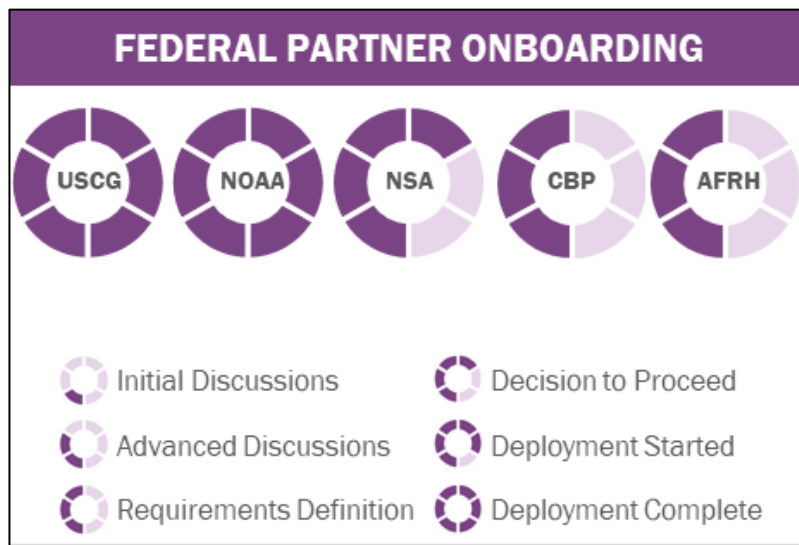 FEDERAL PARTNER ONBOARDING
USCG
NOAA
NSA
CBP
AFRH
Initial Discussions
Advanced Discussions
Requirements Definition
Decision to Proceed
Deployment Started
Deployment Complete